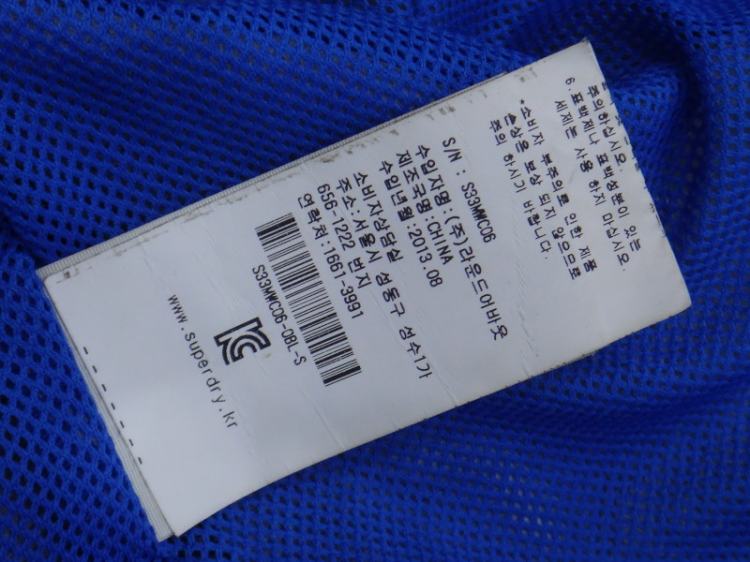 주의하십시오.
6. 표백제나 표백성분이 있는
세제는 사용 하지 마십시오.
*소비자 부주의를 인한 제품
손상은 보상 되지 않으므로
주의 하시기 바랍니다.
S/N : S33MWC06
수입자명:(주)라운드어바웃
제조국명:CHINA
수입년월:2013.08
소비자상담실
주소:서울시 성동구 성수1가
656-1222 번지
연락처:1661-3991
S33MWC06-08L-S
www.superdry.kr